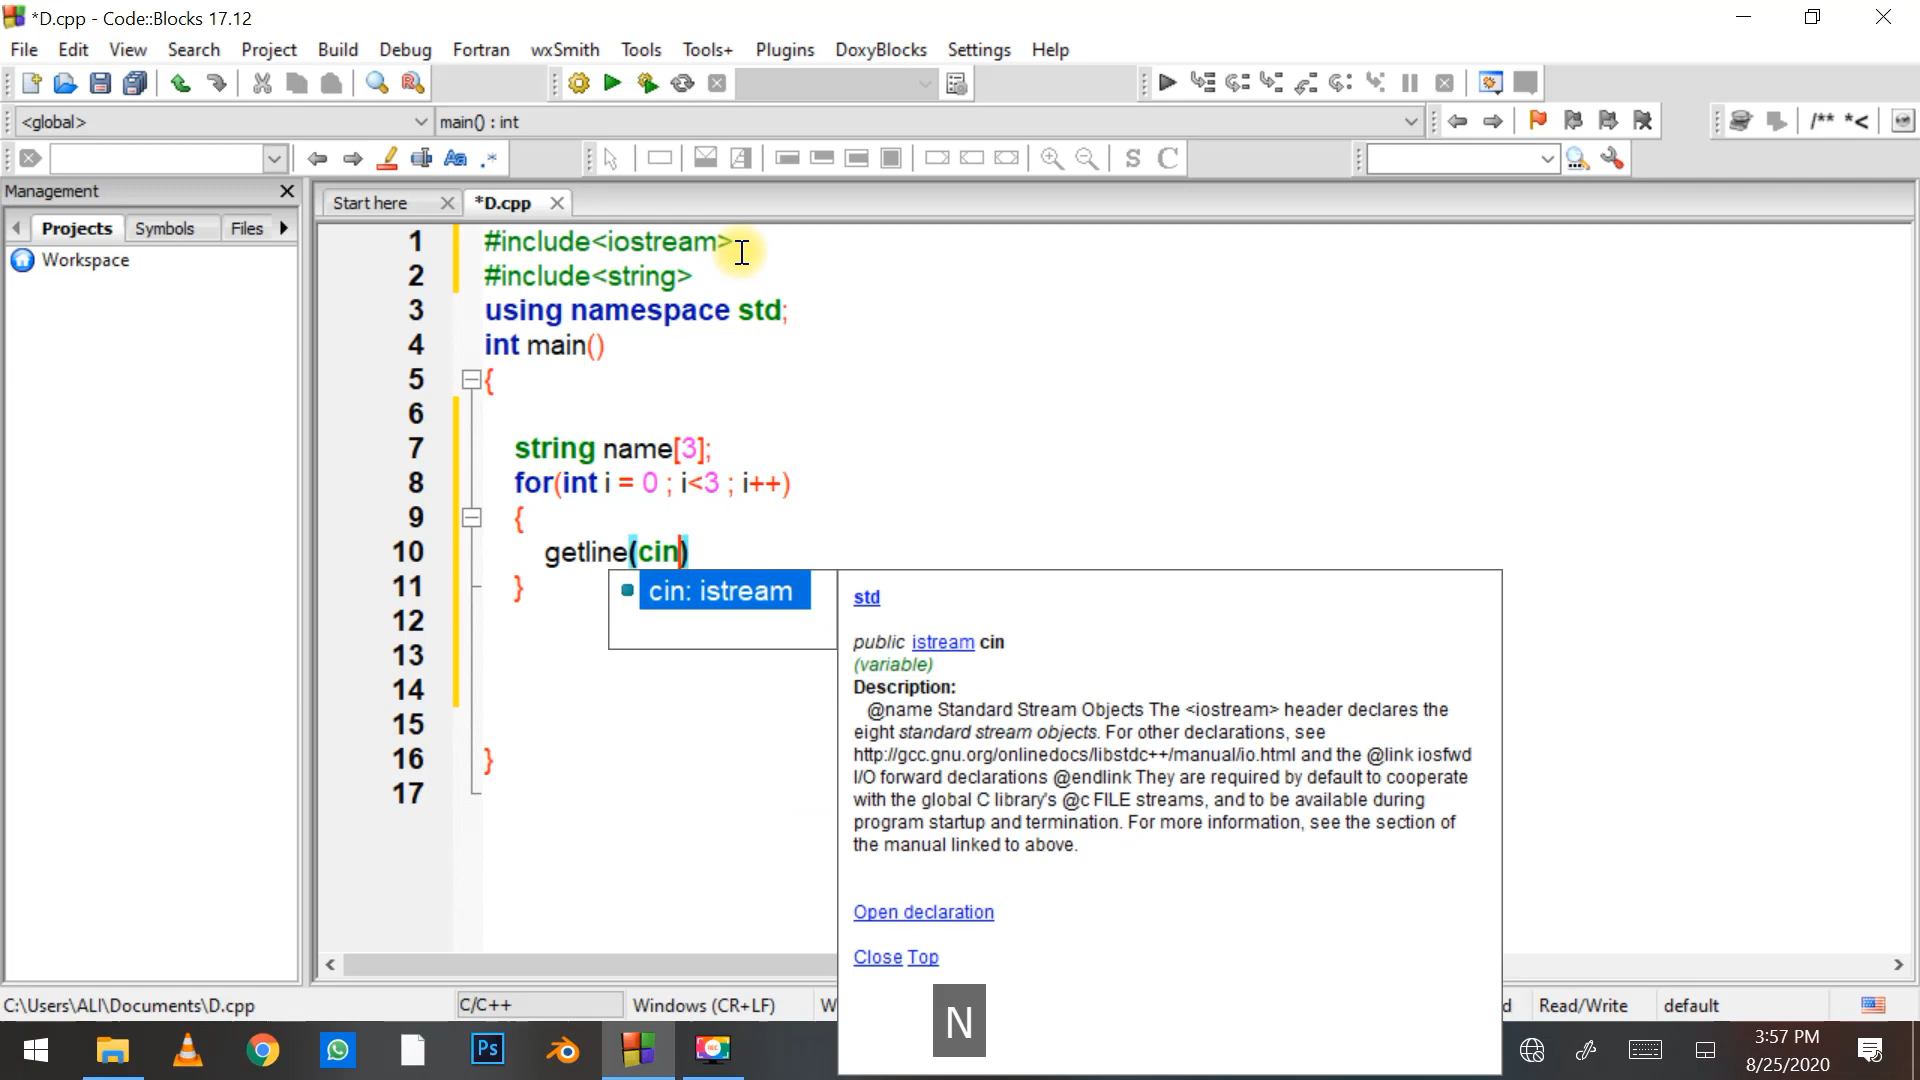 *D.cpp - Code::Blocks 17.12
File Edit View Search Project Build Debug Fortran wxSmith Tools Tools+ Plugins DoxyBlocks Settings Help
<global> main() : int
/** *<
S C
Management
Start here *D.cpp
Projects Symbols Files
Workspace
1 #include<iostream>
2 #include<string>
3 using namespace std;
4 int main()
5 {
6
7 string name[3];
8 for(int i = 0 ; i<3 ; i++)
9 {
10 getline(cin)
11 }
12
13
14
15
16 }
17
cin: istream
std
public istream cin
(variable)
Description:
@name Standard Stream Objects The <iostream> header declares the
eight standard stream objects. For other declarations, see
http://gcc.gnu.org/onlinedocs/libstdc++/manual/io.html and the @link iosfwd
I/O forward declarations @endlink They are required by default to cooperate
with the global C library's @c FILE streams, and to be available during
program startup and termination. For more information, see the section of
the manual linked to above.
Open declaration
Close Top
N
C:\Users\ALI\Documents\D.cpp C/C++ Windows (CR+LF) W d Read/Write default
Ps
REC
3:57 PM
8/25/2020